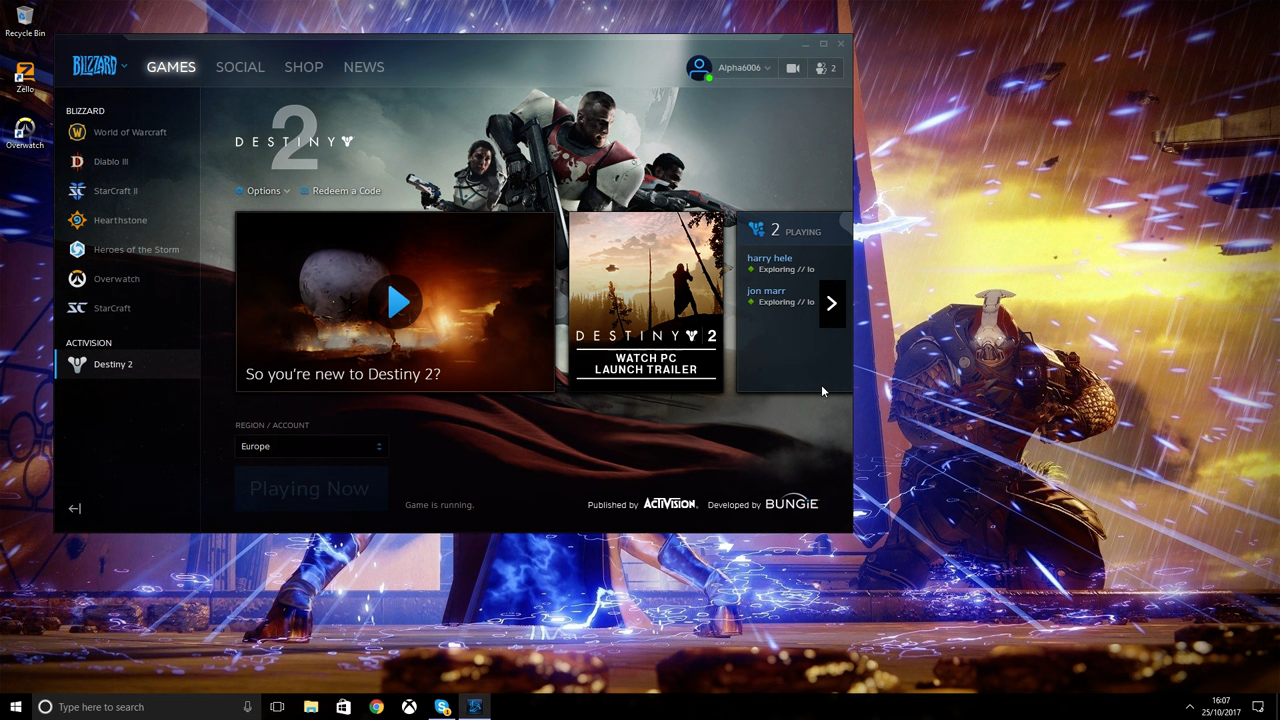 Recycle Bin
Zello
Overwatch
BLIZZARD
GAMES
SOCIAL
SHOP
NEWS
Alpha6006
2
BLIZZARD
World of Warcraft
Diablo III
StarCraft II
Hearthstone
Heroes of the Storm
Overwatch
StarCraft
ACTIVISION
Destiny 2
DESTINY 2
Options
Redeem a Code
So you're new to Destiny 2?
DESTINY 2
WATCH PC
LAUNCH TRAILER
2 PLAYING
harry hele
Exploring // Io
jon marr
Exploring // Io
REGION / ACCOUNT
Europe
Playing Now
Game is running.
Published by ACTIVISION.
Developed by BUNGIE
Type here to search
16:07
25/10/2017